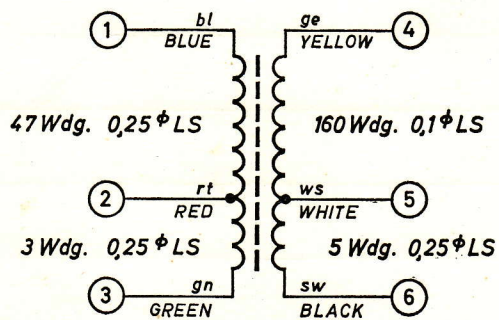 1 bl ge 4
BLUE YELLOW
47 Wdg. 0,25 ϕ LS 160 Wdg. 0,1 ϕ LS
2 rt ws 5
RED WHITE
3 Wdg. 0,25 ϕ LS 5 Wdg. 0,25 ϕ LS
3 gn sw 6
GREEN BLACK